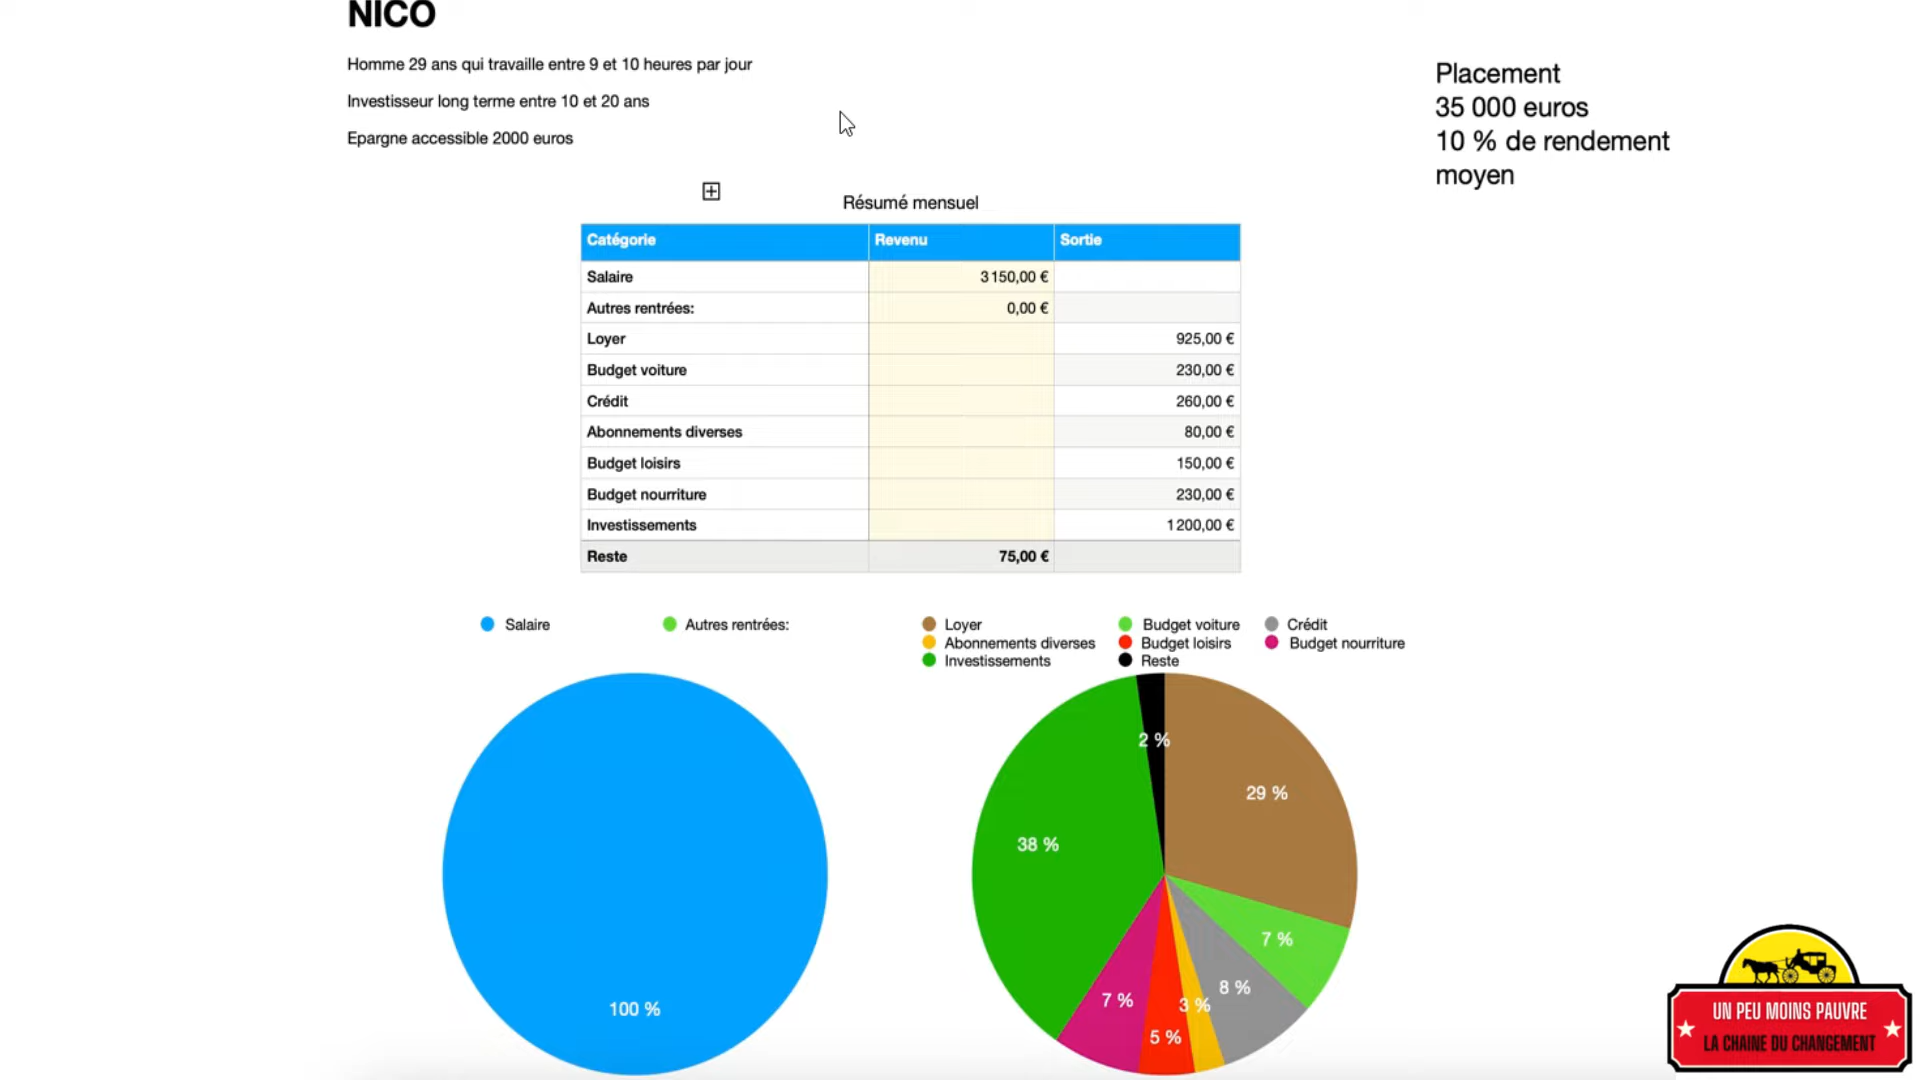 NICO
Homme 29 ans qui travaille entre 9 et 10 heures par jour
Investisseur long terme entre 10 et 20 ans
Epargne accessible 2000 euros
Placement
35 000 euros
10 % de rendement
moyen
Résumé mensuel
Catégorie Revenu Sortie
Salaire 3 150,00 €
Autres rentrées: 0,00 €
Loyer 925,00 €
Budget voiture 230,00 €
Crédit 260,00 €
Abonnements diverses 80,00 €
Budget loisirs 150,00 €
Budget nourriture 230,00 €
Investissements 1 200,00 €
Reste 75,00 €
Salaire Autres rentrées:
Loyer Budget voiture Crédit
Abonnements diverses Budget loisirs Budget nourriture
Investissements Reste
100 %
2 %
29 %
38 %
7 %
8 %
7 %
3 %
5 %
UN PEU MOINS PAUVRE
LA CHAINE DU CHANGEMENT